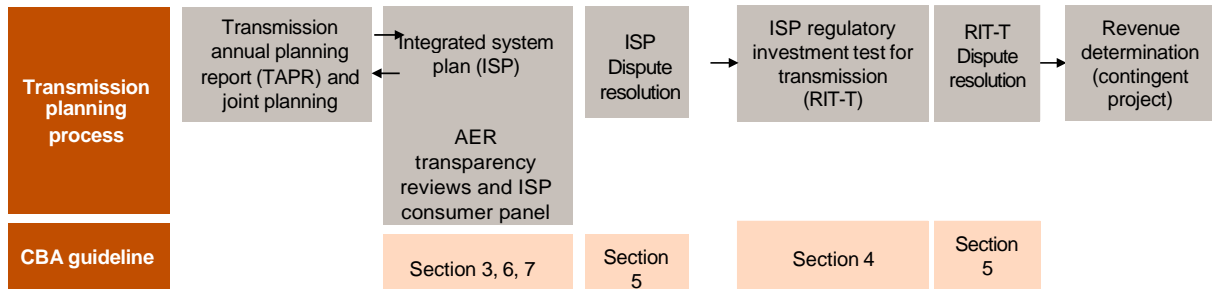 Transmission
planning
process
Transmission
annual planning
report (TAPR) and
joint planning
Integrated system
plan (ISP)
AER
transparency
reviews and ISP
consumer panel
ISP
Dispute
resolution
ISP regulatory
investment test for
transmission
(RIT-T)
RIT-T
Dispute
resolution
Revenue
determination
(contingent
project)
CBA guideline
Section 3, 6, 7
Section
5
Section 4
Section
5